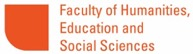 Faculty of Humanities,
Education and
Social Sciences